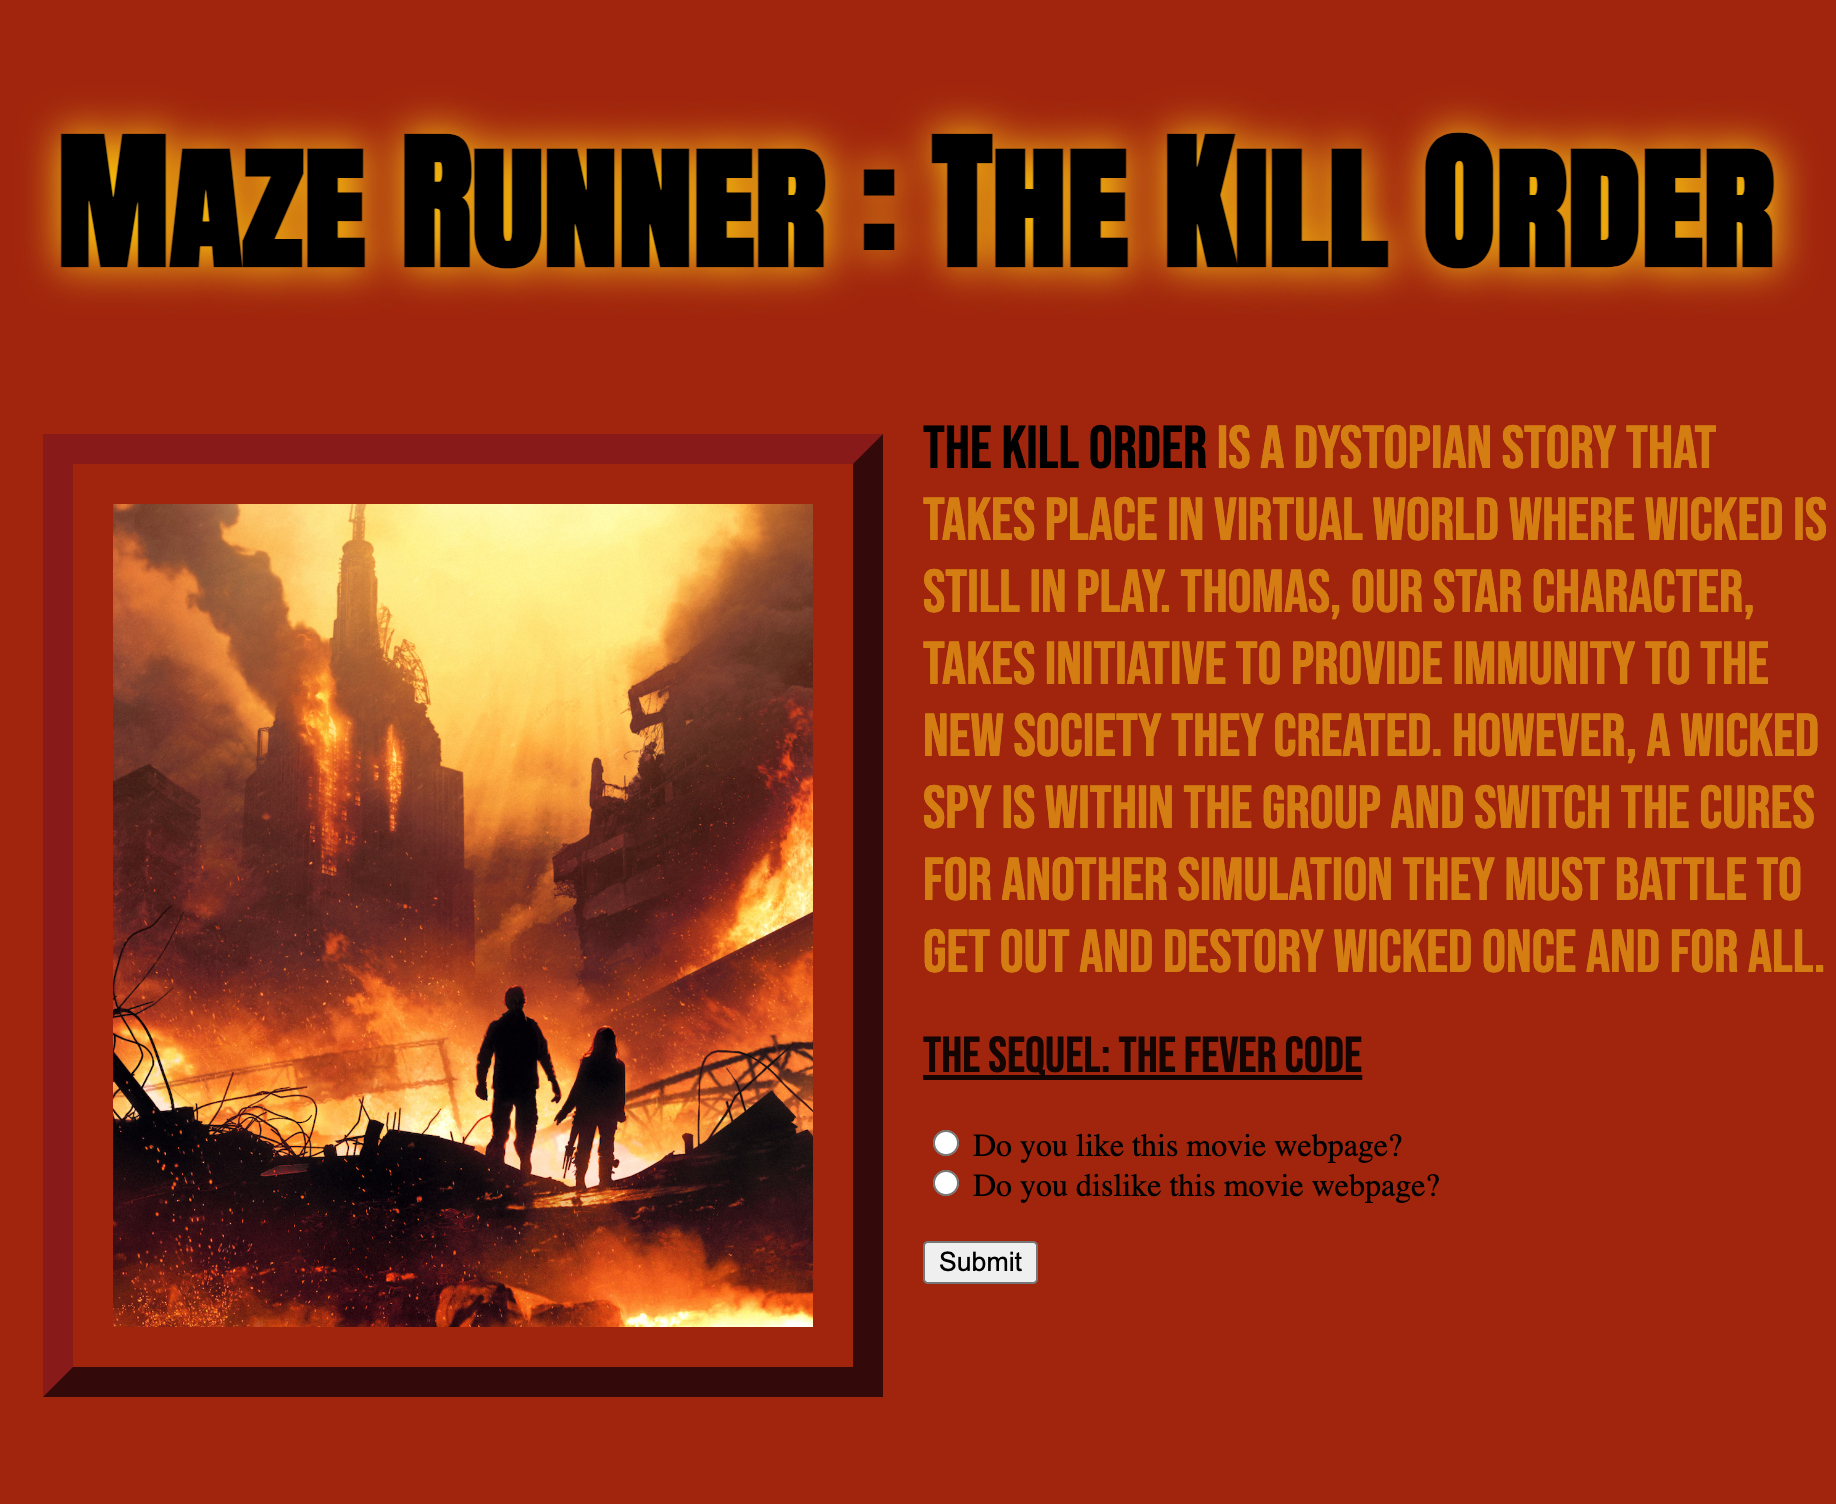 Maze Runner : The Kill Order
THE KILL ORDER IS A DYSTOPIAN STORY THAT
TAKES PLACE IN VIRTUAL WORLD WHERE WICKED IS
STILL IN PLAY. THOMAS, OUR STAR CHARACTER,
TAKES INITIATIVE TO PROVIDE IMMUNITY TO THE
NEW SOCIETY THEY CREATED. HOWEVER, A WICKED
SPY IS WITHIN THE GROUP AND SWITCH THE CURES
FOR ANOTHER SIMULATION THEY MUST BATTLE TO
GET OUT AND DESTORY WICKED ONCE AND FOR ALL.
THE SEQUEL: THE FEVER CODE
Do you like this movie webpage?
Do you dislike this movie webpage?
Submit